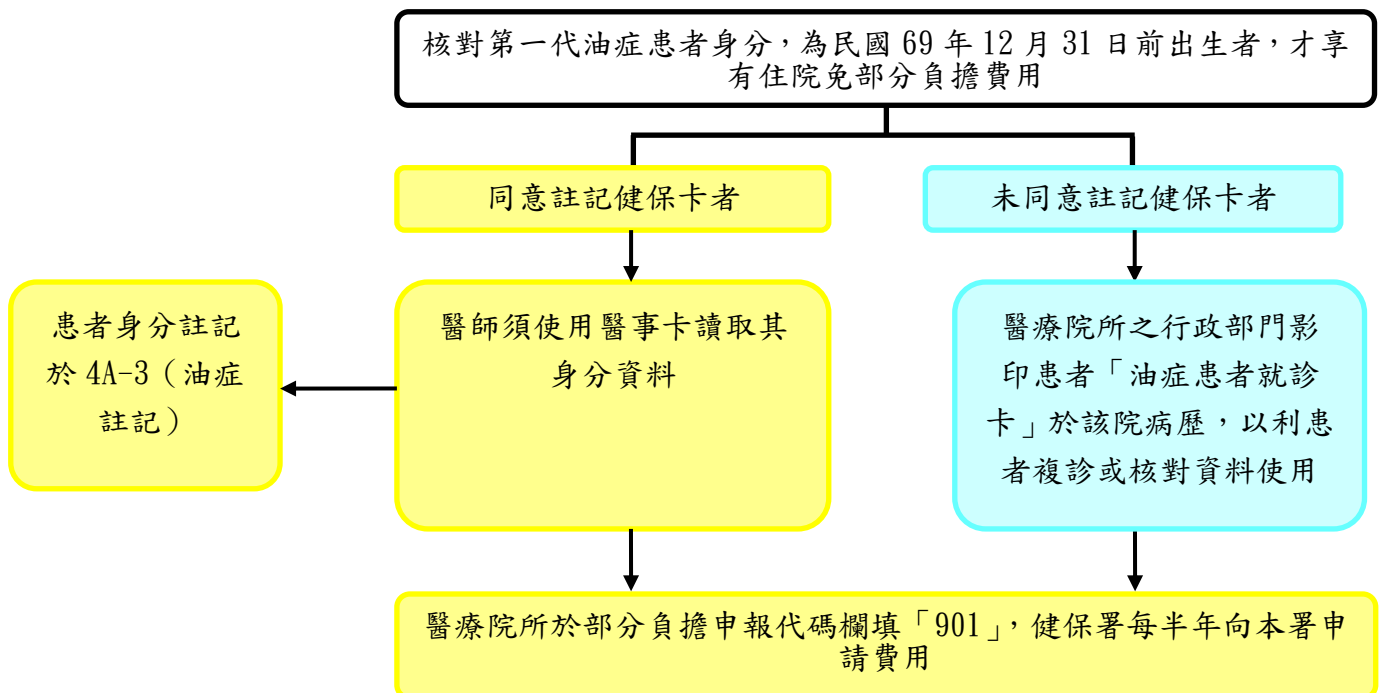 核對第一代油症患者身分，為民國 69 年 12 月 31 日前出生者，才享
有住院免部分負擔費用
同意註記健保卡者
未同意註記健保卡者
患者身分註記
於 4A-3（油症
註記）
醫師須使用醫事卡讀取其
身分資料
醫療院所之行政部門影
印患者「油症患者就診
卡」於該院病歷，以利患
者複診或核對資料使用
醫療院所於部分負擔申報代碼欄填「901」，健保署每半年向本署申
請費用